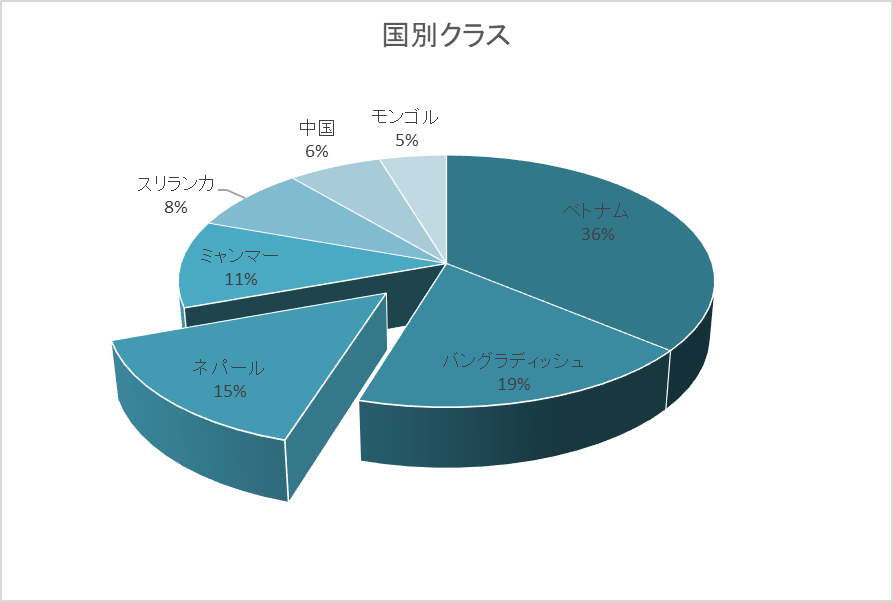 国別クラス
モンゴル
5%
中国
6%
スリランカ
8%
ベトナム
36%
ミャンマー
11%
バングラディッシュ
19%
ネパール
15%